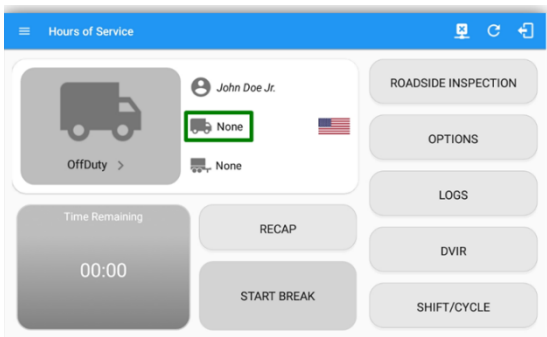 Hours of Service
John Doe Jr.
None
OffDuty >
None
Time Remaining
00:00
RECAP
START BREAK
ROADSIDE INSPECTION
OPTIONS
LOGS
DVIR
SHIFT/CYCLE